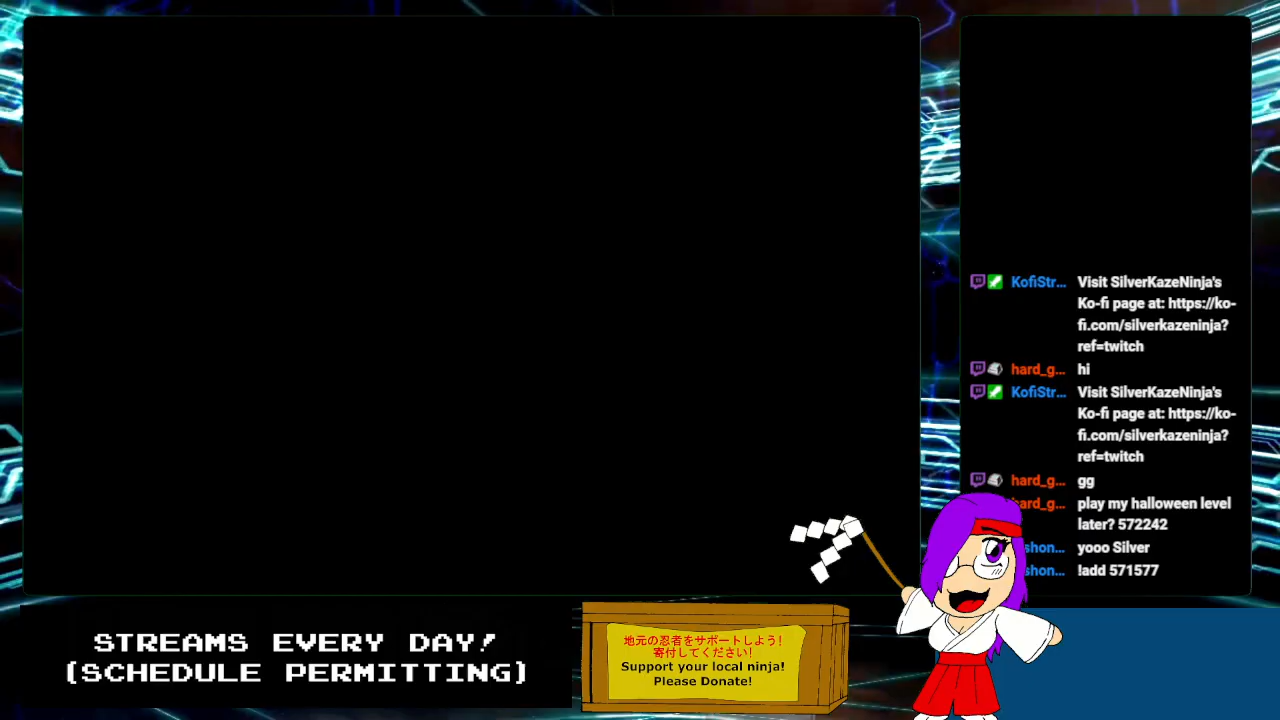 KofiStr... Visit SilverKazeNinja's
Ko-fi page at: https://ko-
fi.com/silverkazeninja?
ref=twitch
hard_g... hi
KofiStr... Visit SilverKazeNinja's
Ko-fi page at: https://ko-
fi.com/silverkazeninja?
ref=twitch
hard_g... gg
hard_g... play my halloween level
later? 572242
shon... yooo Silver
shon... !add 571577
STREAMS EVERY DAY!
(SCHEDULE PERMITTING)
地元の忍者をサポートしよう!
寄付してください!
Support your local ninja!
Please Donate!